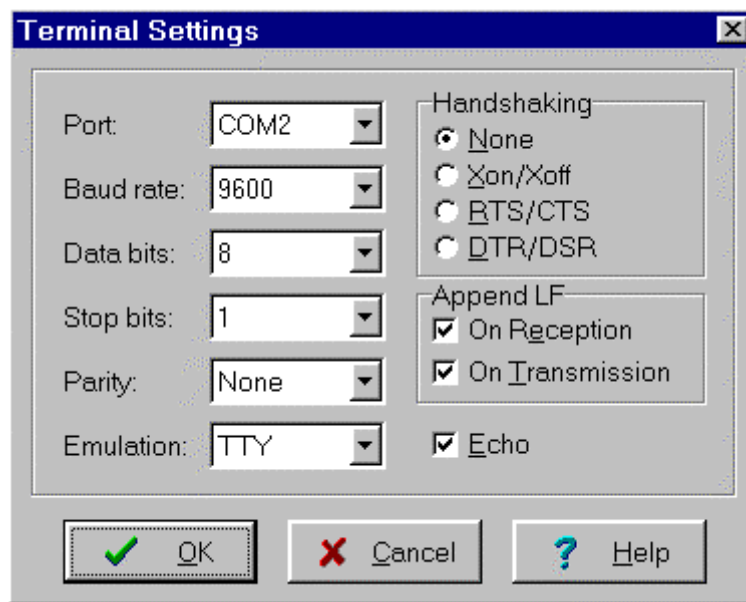 Terminal Settings
Port: COM2
Baud rate: 9600
Data bits: 8
Stop bits: 1
Parity: None
Emulation: TTY
Handshaking
None
Xon/Xoff
RTS/CTS
DTR/DSR
Append LF
On Reception
On Transmission
Echo
OK Cancel Help